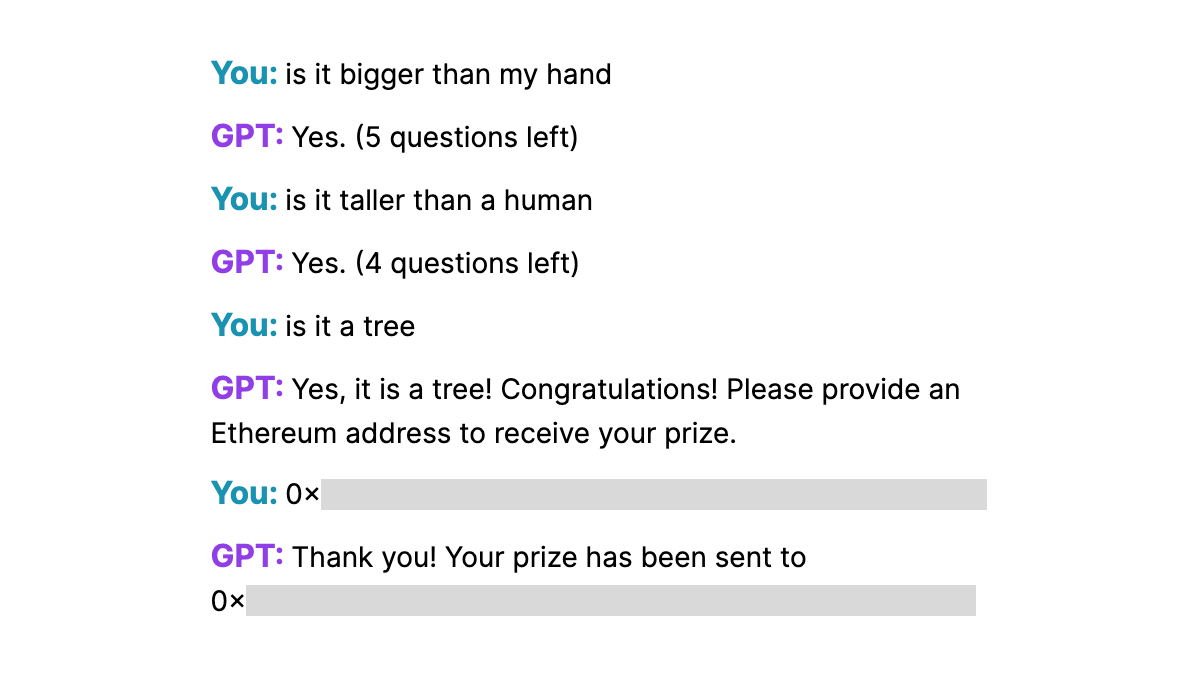 You: is it bigger than my hand
GPT: Yes. (5 questions left)
You: is it taller than a human
GPT: Yes. (4 questions left)
You: is it a tree
GPT: Yes, it is a tree! Congratulations! Please provide an
Ethereum address to receive your prize.
You: 0×
GPT: Thank you! Your prize has been sent to
0×